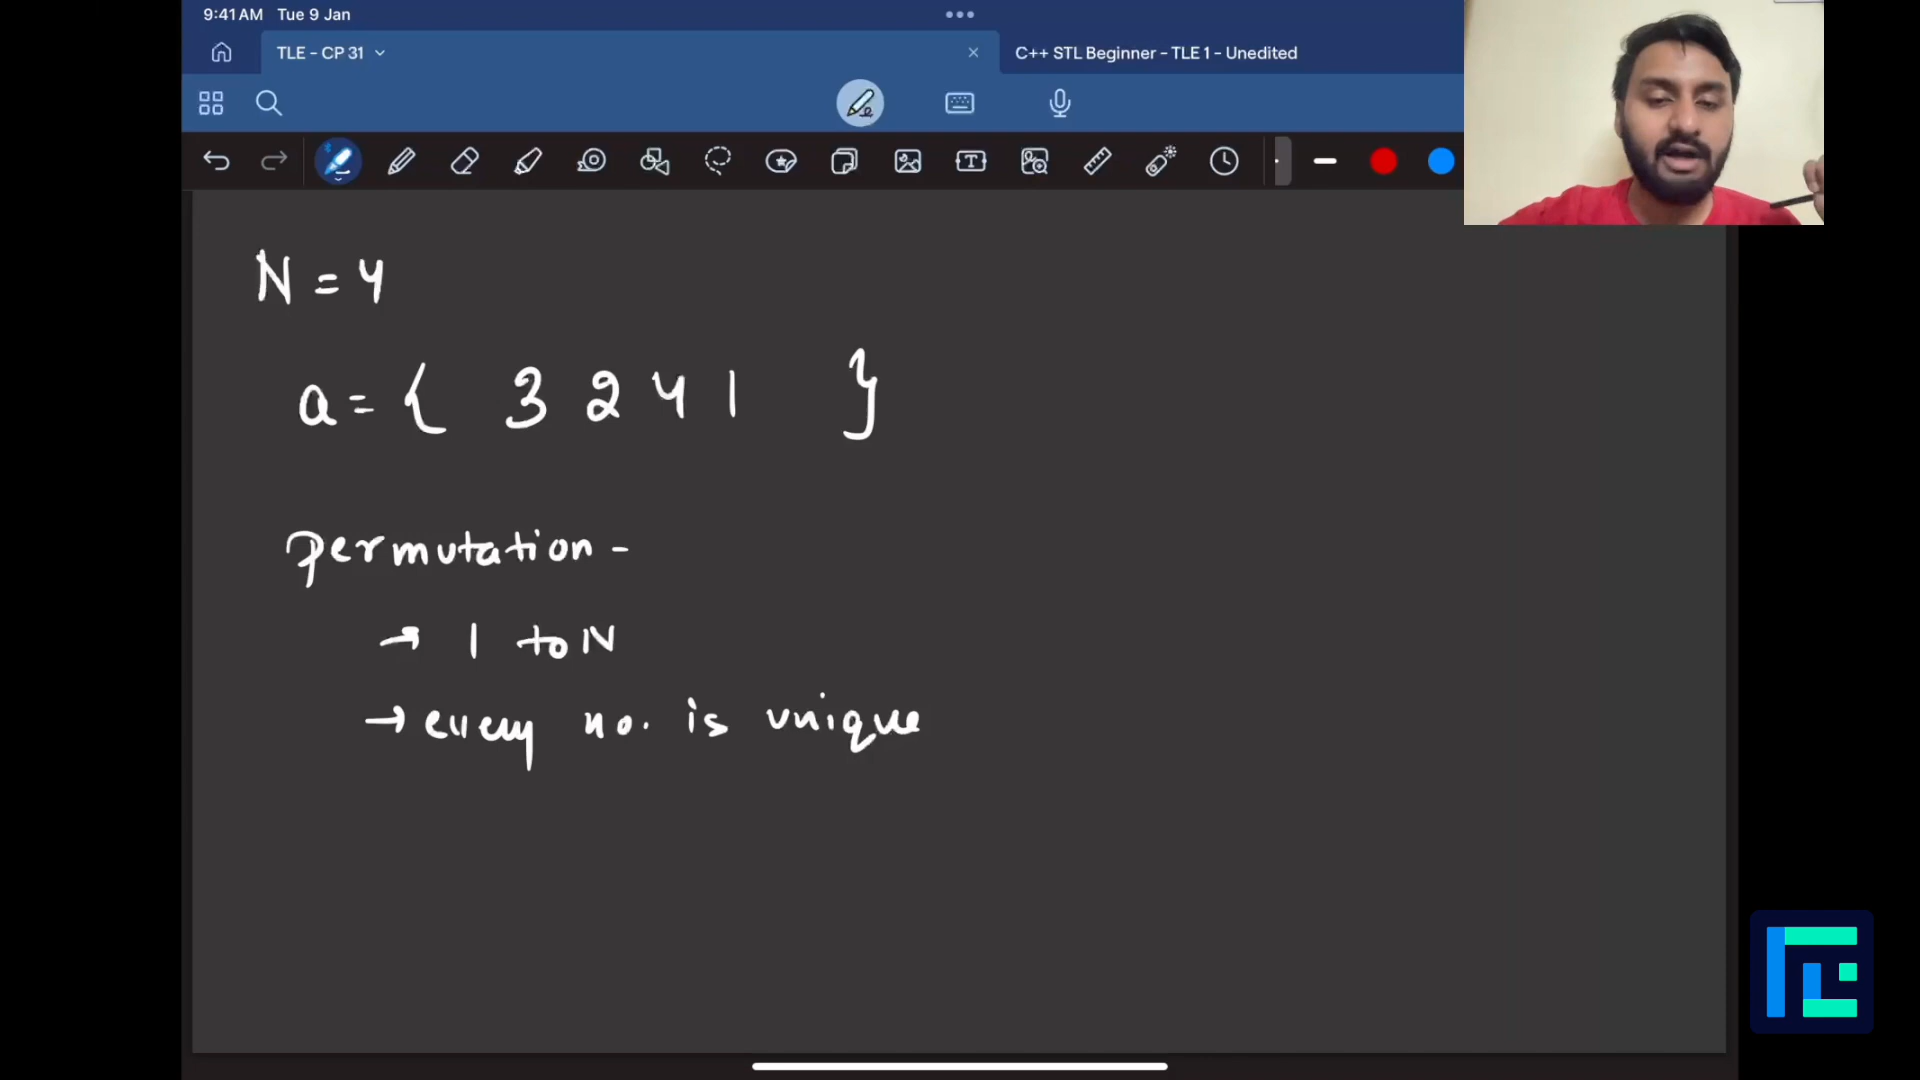 9:41 AM Tue 9 Jan
TLE - CP 31
C++ STL Beginner - TLE 1 - Unedited
N = 4
a = { 3 2 4 1 }
permutation -
→ 1 to N
→ every no. is unique